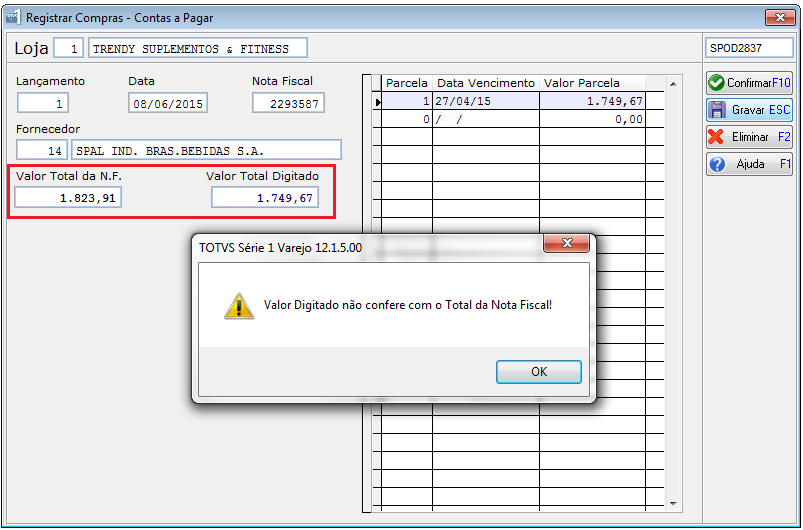 Registrar Compras - Contas a Pagar
Loja 1 TRENDY SUPLEMENTOS & FITNESS
SPOD2837
Lançamento Data Nota Fiscal
1 08/06/2015 2293587
Fornecedor
14 SPAL IND. BRAS.BEBIDAS S.A.
Valor Total da N.F. Valor Total Digitado
1.823,91 1.749,67
Parcela Data Vencimento Valor Parcela
1 27/04/15 1.749,67
0 / / 0,00
Confirmar F10
Gravar ESC
Eliminar F2
Ajuda F1
TOTVS Série 1 Varejo 12.1.5.00
Valor Digitado não confere com o Total da Nota Fiscal!
OK